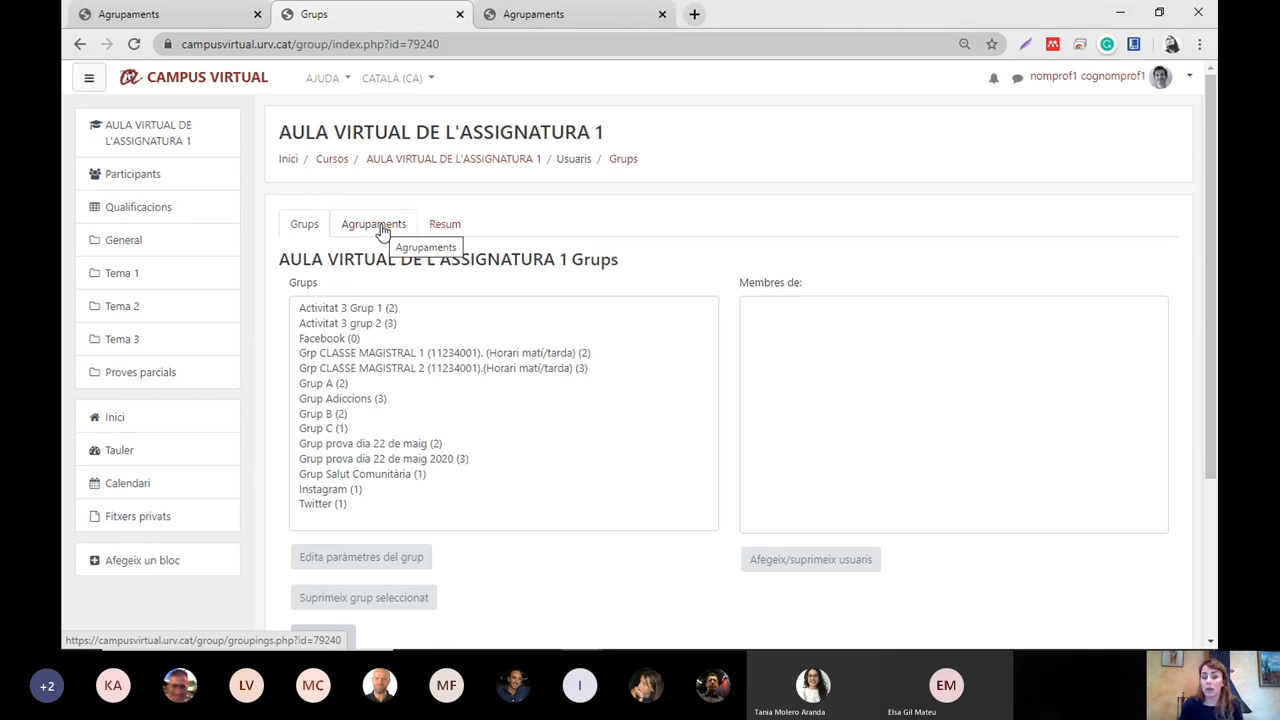 Agrupaments
Grups
Agrupaments
campusvirtual.urv.cat/group/index.php?id=79240
CAMPUS VIRTUAL
AJUDA
CATALÀ (CA)
nomprof1 cognomprof1
AULA VIRTUAL DE
L'ASSIGNATURA 1
Participants
Qualificacions
General
Tema 1
Tema 2
Tema 3
Proves parcials
Inici
Tauler
Calendari
Fitxers privats
Afegeix un bloc
AULA VIRTUAL DE L'ASSIGNATURA 1
Inici / Cursos / AULA VIRTUAL DE L'ASSIGNATURA 1 / Usuaris / Grups
Grups Agrupaments Resum
Agrupaments
AULA VIRTUAL DE L'ASSIGNATURA 1 Grups
Grups
Activitat 3 Grup 1 (2)
Activitat 3 grup 2 (3)
Facebook (0)
Grp CLASSE MAGISTRAL 1 (11234001). (Horari matí/tarda) (2)
Grp CLASSE MAGISTRAL 2 (11234001).(Horari matí/tarda) (3)
Grup A (2)
Grup Adiccions (3)
Grup B (2)
Grup C (1)
Grup prova dia 22 de maig (2)
Grup prova dia 22 de maig 2020 (3)
Grup Salut Comunitària (1)
Instagram (1)
Twitter (1)
Membres de:
Edita paràmetres del grup
Suprimeix grup seleccionat
Afegeix/suprimeix usuaris
https://campusvirtual.urv.cat/group/groupings.php?id=79240
+2
KA
LV
MC
MF
I
Tania Molero Aranda
EM
Elsa Gil Mateu